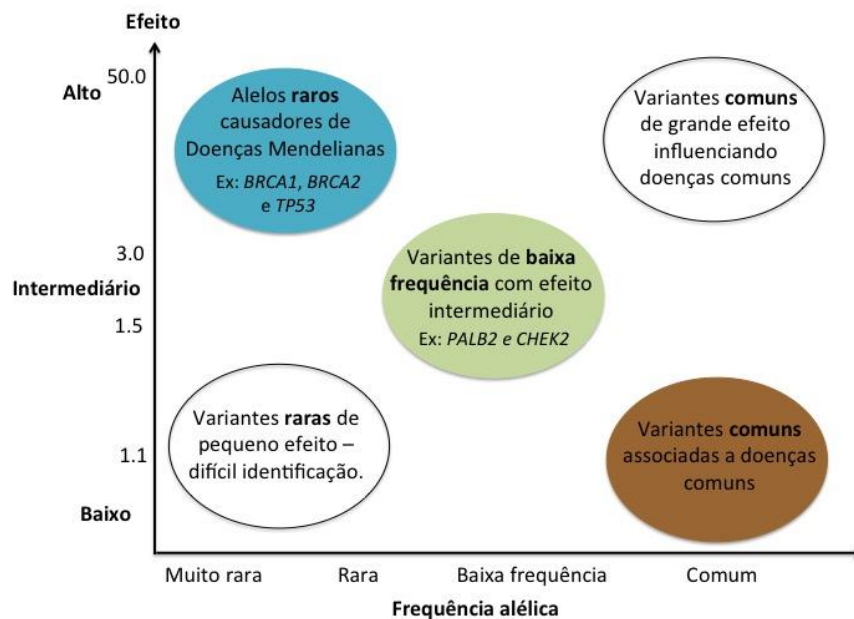 Efeito
50.0
Alto
3.0
Intermediário
1.5
1.1
Baixo
Alelos raros
causadores de
Doenças Mendelianas
Ex: BRCA1, BRCA2
e TP53
Variantes comuns
de grande efeito
influenciando
doenças comuns
Variantes de baixa
frequência com efeito
intermediário
Ex: PALB2 e CHEK2
Variantes raras de
pequeno efeito –
difícil identificação.
Variantes comuns
associadas a doenças
comuns
Muito rara
Rara
Baixa frequência
Comum
Frequência alélica